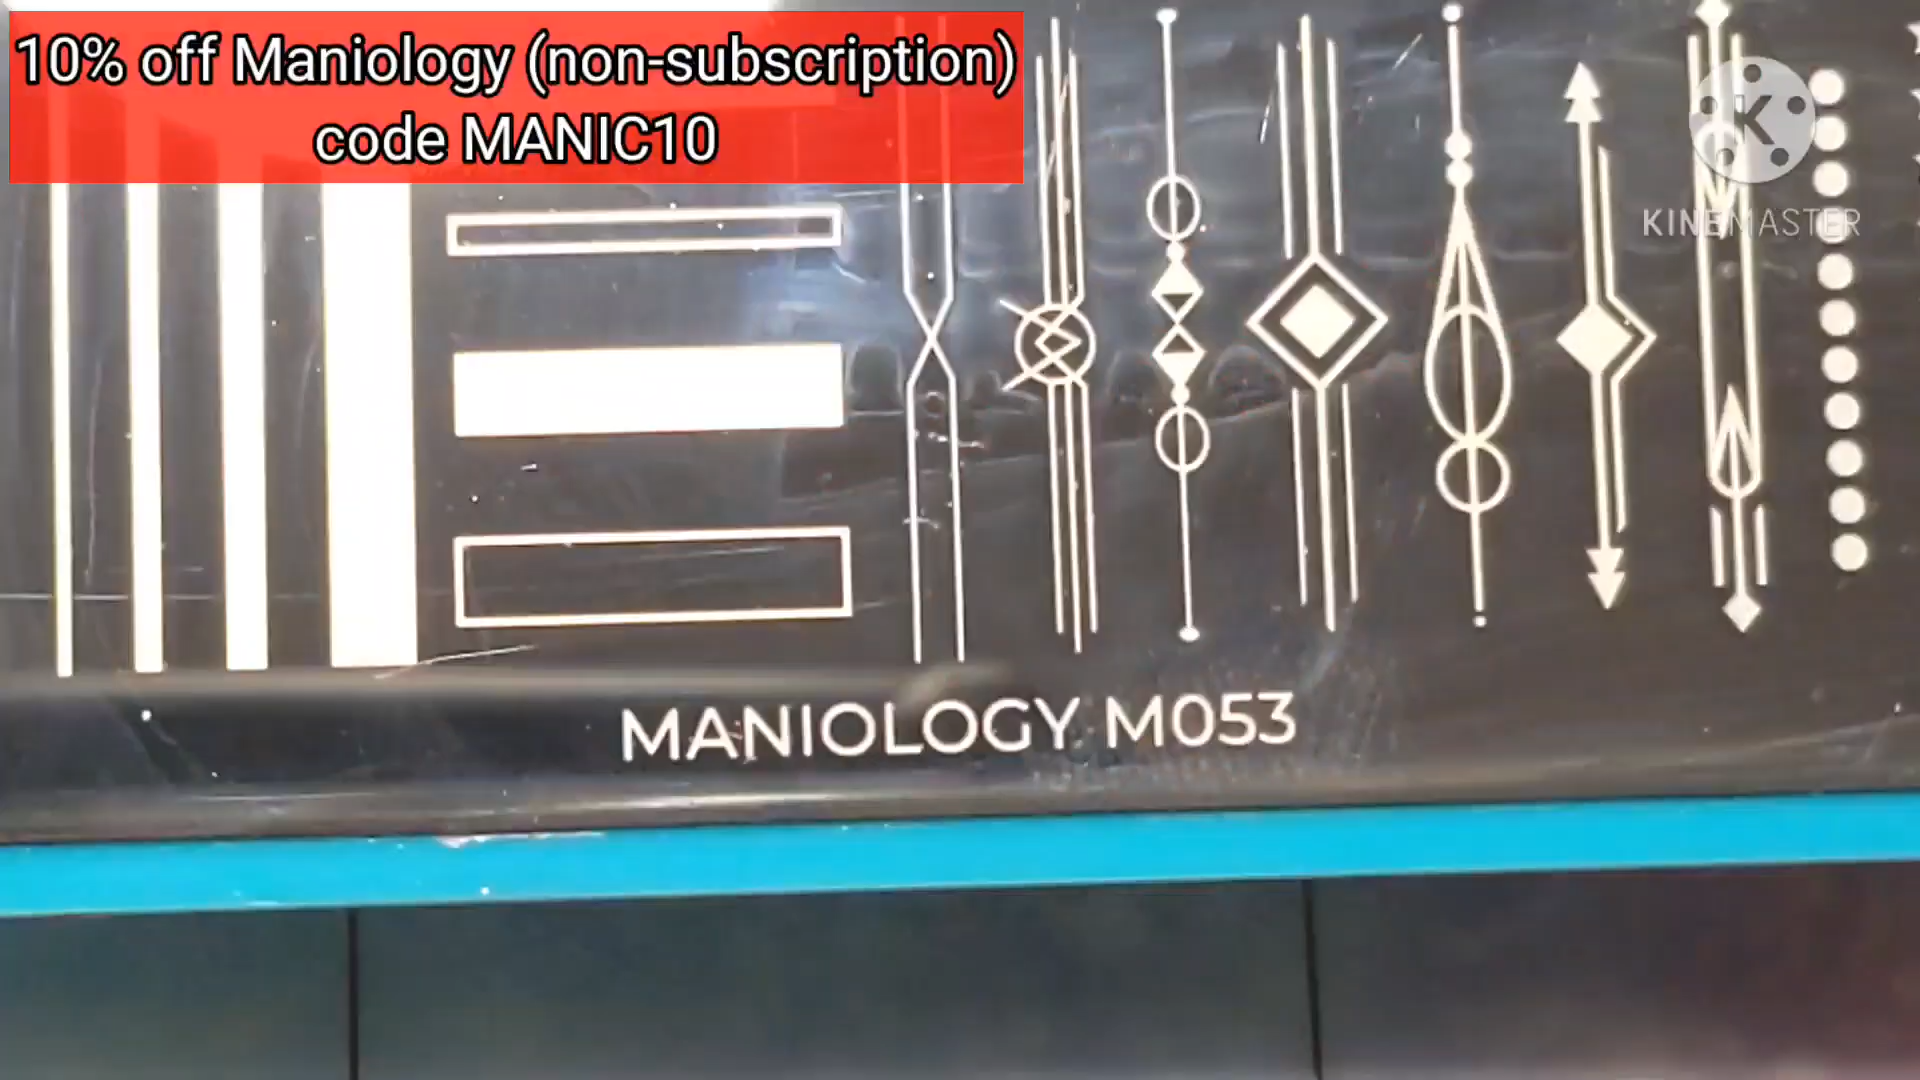 10% off Maniology (non-subscription)
code MANIC10
K
KINEMASTER
MANIOLOGY M053